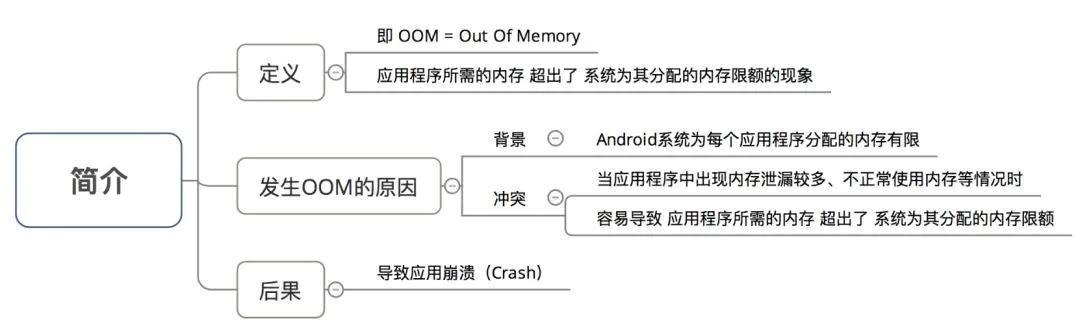 简介
定义
即 OOM = Out Of Memory
应用程序所需的内存 超出了 系统为其分配的内存限额的现象
发生OOM的原因
背景
Android系统为每个应用程序分配的内存有限
冲突
当应用程序中出现内存泄漏较多、不正常使用内存等情况时
容易导致 应用程序所需的内存 超出了 系统为其分配的内存限额
后果
导致应用崩溃（Crash）